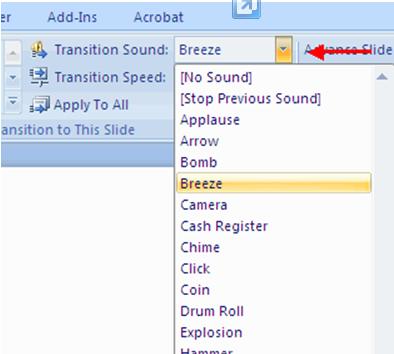 er Add-Ins Acrobat
Transition Sound: Breeze Advance Slide
Transition Speed:
Apply To All
ansition to This Slide
[No Sound]
[Stop Previous Sound]
Applause
Arrow
Bomb
Breeze
Camera
Cash Register
Chime
Click
Coin
Drum Roll
Explosion
Hammer